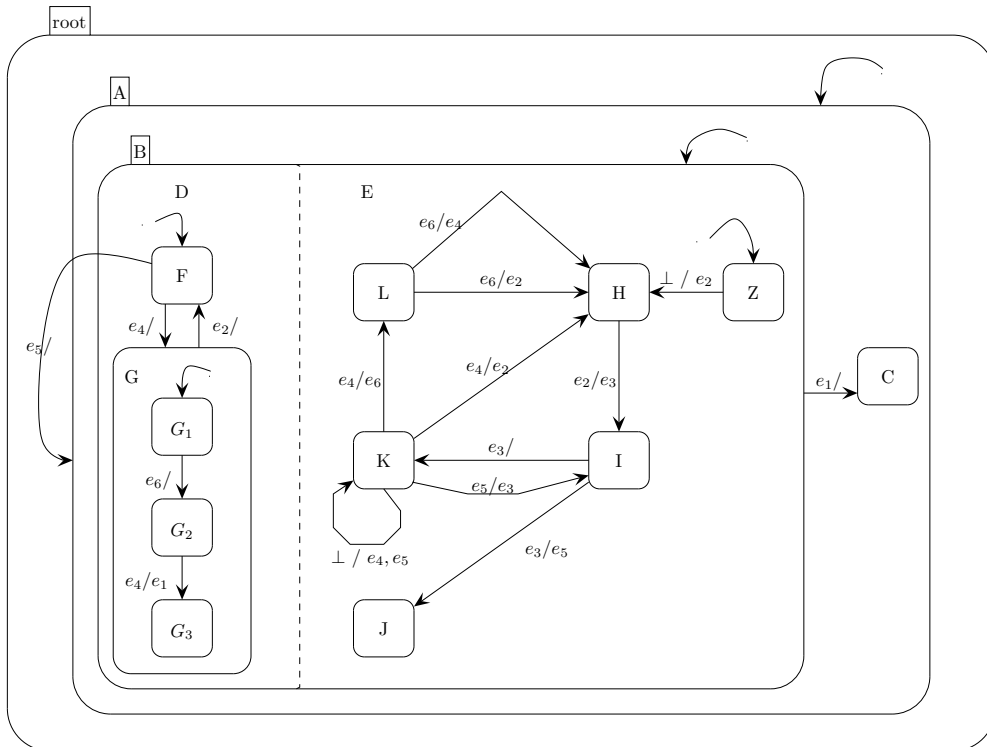 root
A
B
D
E
e₆/e₄
F
L
e₆/e₂
H
⊥ / e₂
Z
e₄/
e₂/
e₅/
G
e₄/e₆
e₄/e₂
e₂/e₃
e₁/
C
G₁
K
e₃/
I
e₆/
e₅/e₃
G₂
⊥ / e₄, e₅
e₃/e₅
e₄/e₁
G₃
J